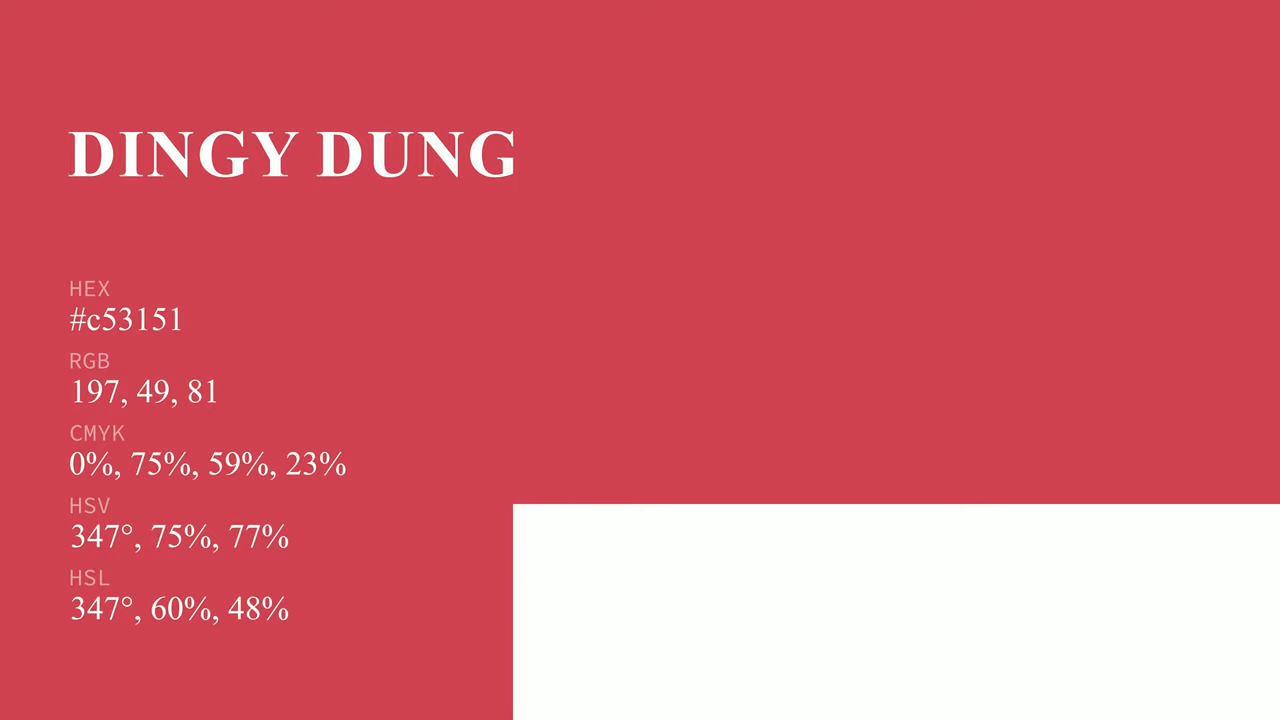 DINGY DUNG
HEX
#c53151
RGB
197, 49, 81
CMYK
0%, 75%, 59%, 23%
HSV
347°, 75%, 77%
HSL
347°, 60%, 48%